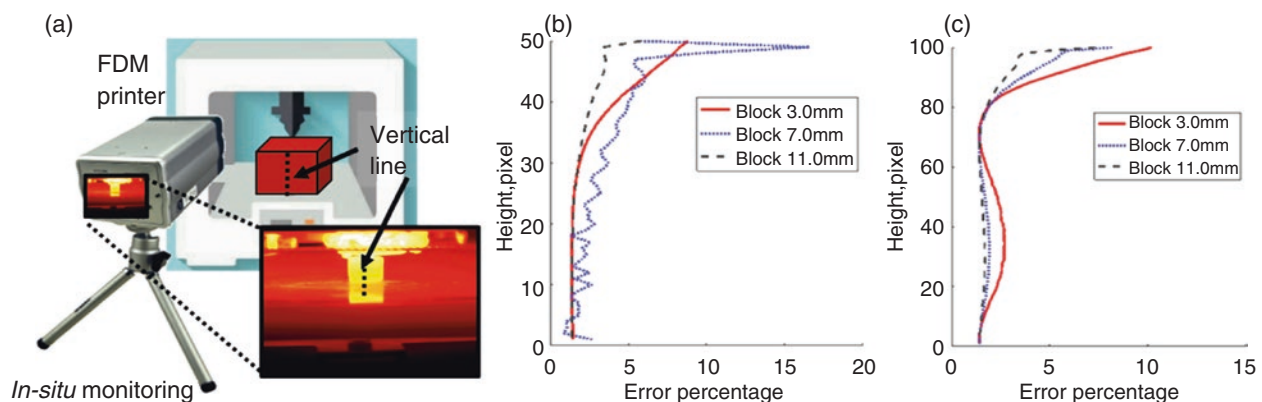 (a)
FDM
printer
Vertical
line
In-situ monitoring
(b)
50
40
30
20
10
0
Height,pixel
0
5
10
15
20
Error percentage
Block 3.0mm
Block 7.0mm
Block 11.0mm
(c)
100
80
60
40
20
0
Height,pixel
0
5
10
15
Error percentage
Block 3.0mm
Block 7.0mm
Block 11.0mm